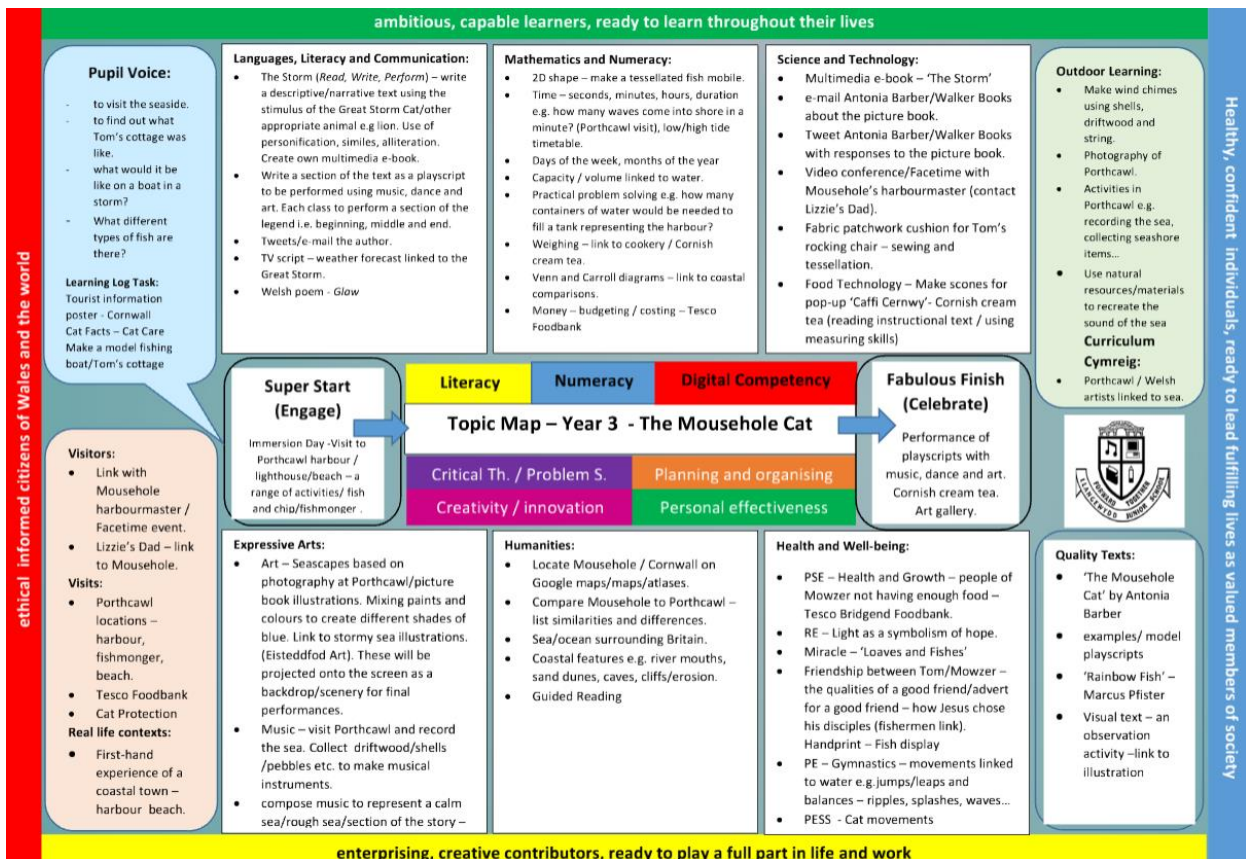 ambitious, capable learners, ready to learn throughout their lives
ethical informed citizens of Wales and the world
Pupil Voice:
- to visit the seaside.
- to find out what
Tom's cottage was
like.
- what would it be
like on a boat in a
storm?
- What different
types of fish are
there?
Learning Log Task:
Tourist information
poster - Cornwall
Cat Facts – Cat Care
Make a model fishing
boat/Tom's cottage
Languages, Literacy and Communication:
• The Storm (Read, Write, Perform) – write
a descriptive/narrative text using the
stimulus of the Great Storm Cat/other
appropriate animal e.g lion. Use of
personification, similes, alliteration.
Create own multimedia e-book.
• Write a section of the text as a playscript
to be performed using music, dance and
art. Each class to perform a section of the
legend i.e. beginning, middle and end.
• Tweets/e-mail the author.
• TV script – weather forecast linked to the
Great Storm.
• Welsh poem - Glaw
Mathematics and Numeracy:
• 2D shape – make a tessellated fish mobile.
• Time – seconds, minutes, hours, duration
e.g. how many waves come into shore in a
minute? (Porthcawl visit), low/high tide
timetable.
• Days of the week, months of the year
• Capacity / volume linked to water.
• Practical problem solving e.g. how many
containers of water would be needed to
fill a tank representing the harbour?
• Weighing – link to cookery / Cornish
cream tea.
• Venn and Carroll diagrams – link to coastal
comparisons.
• Money – budgeting / costing – Tesco
Foodbank
Science and Technology:
• Multimedia e-book – 'The Storm'
• e-mail Antonia Barber/Walker Books
about the picture book.
• Tweet Antonia Barber/Walker Books
with responses to the picture book.
• Video conference/Facetime with
Mousehole's harbourmaster (contact
Lizzie's Dad).
• Fabric patchwork cushion for Tom's
rocking chair – sewing and
tessellation.
• Food Technology – Make scones for
pop-up 'Caffi Cernwy'- Cornish cream
tea (reading instructional text / using
measuring skills)
Outdoor Learning:
• Make wind chimes
using shells,
driftwood and
string.
• Photography of
Porthcawl.
• Activities in
Porthcawl e.g.
recording the sea,
collecting seashore
items...
• Use natural
resources/materials
to recreate the
sound of the sea
Curriculum
Cymreig:
• Porthcawl / Welsh
artists linked to sea.
Healthy, confident individuals, ready to lead fulfilling lives as valued members of society
Super Start
(Engage)
Immersion Day -Visit to
Porthcawl harbour /
lighthouse/beach – a
range of activities/ fish
and chip/fishmonger .
Literacy
Numeracy
Digital Competency
Topic Map – Year 3 - The Mousehole Cat
Critical Th. / Problem S.
Planning and organising
Creativity / innovation
Personal effectiveness
Fabulous Finish
(Celebrate)
Performance of
playscripts with
music, dance and art.
Cornish cream tea.
Art gallery.
FORWARD TOGETHER
LLANGEWYDD JUNIOR SCHOOL
Visitors:
• Link with
Mousehole
harbourmaster /
Facetime event.
• Lizzie's Dad – link
to Mousehole.
Visits:
• Porthcawl
locations –
harbour,
fishmonger,
beach.
• Tesco Foodbank
• Cat Protection
Real life contexts:
• First-hand
experience of a
coastal town –
harbour beach.
Expressive Arts:
• Art – Seascapes based on
photography at Porthcawl/picture
book illustrations. Mixing paints and
colours to create different shades of
blue. Link to stormy sea illustrations.
(Eisteddfod Art). These will be
projected onto the screen as a
backdrop/scenery for final
performances.
• Music – visit Porthcawl and record
the sea. Collect driftwood/shells
/pebbles etc. to make musical
instruments.
• compose music to represent a calm
sea/rough sea/section of the story –
Humanities:
• Locate Mousehole / Cornwall on
Google maps/maps/atlases.
• Compare Mousehole to Porthcawl –
list similarities and differences.
• Sea/ocean surrounding Britain.
• Coastal features e.g. river mouths,
sand dunes, caves, cliffs/erosion.
• Guided Reading
Health and Well-being:
• PSE – Health and Growth – people of
Mowzer not having enough food –
Tesco Bridgend Foodbank.
• RE – Light as a symbolism of hope.
• Miracle – 'Loaves and Fishes'
• Friendship between Tom/Mowzer –
the qualities of a good friend/advert
for a good friend – how Jesus chose
his disciples (fishermen link).
Handprint – Fish display
• PE – Gymnastics – movements linked
to water e.g.jumps/leaps and
balances – ripples, splashes, waves...
• PESS - Cat movements
Quality Texts:
• 'The Mousehole
Cat' by Antonia
Barber
• examples/ model
playscripts
• 'Rainbow Fish' –
Marcus Pfister
• Visual text – an
observation
activity –link to
illustration
enterprising, creative contributors, ready to play a full part in life and work